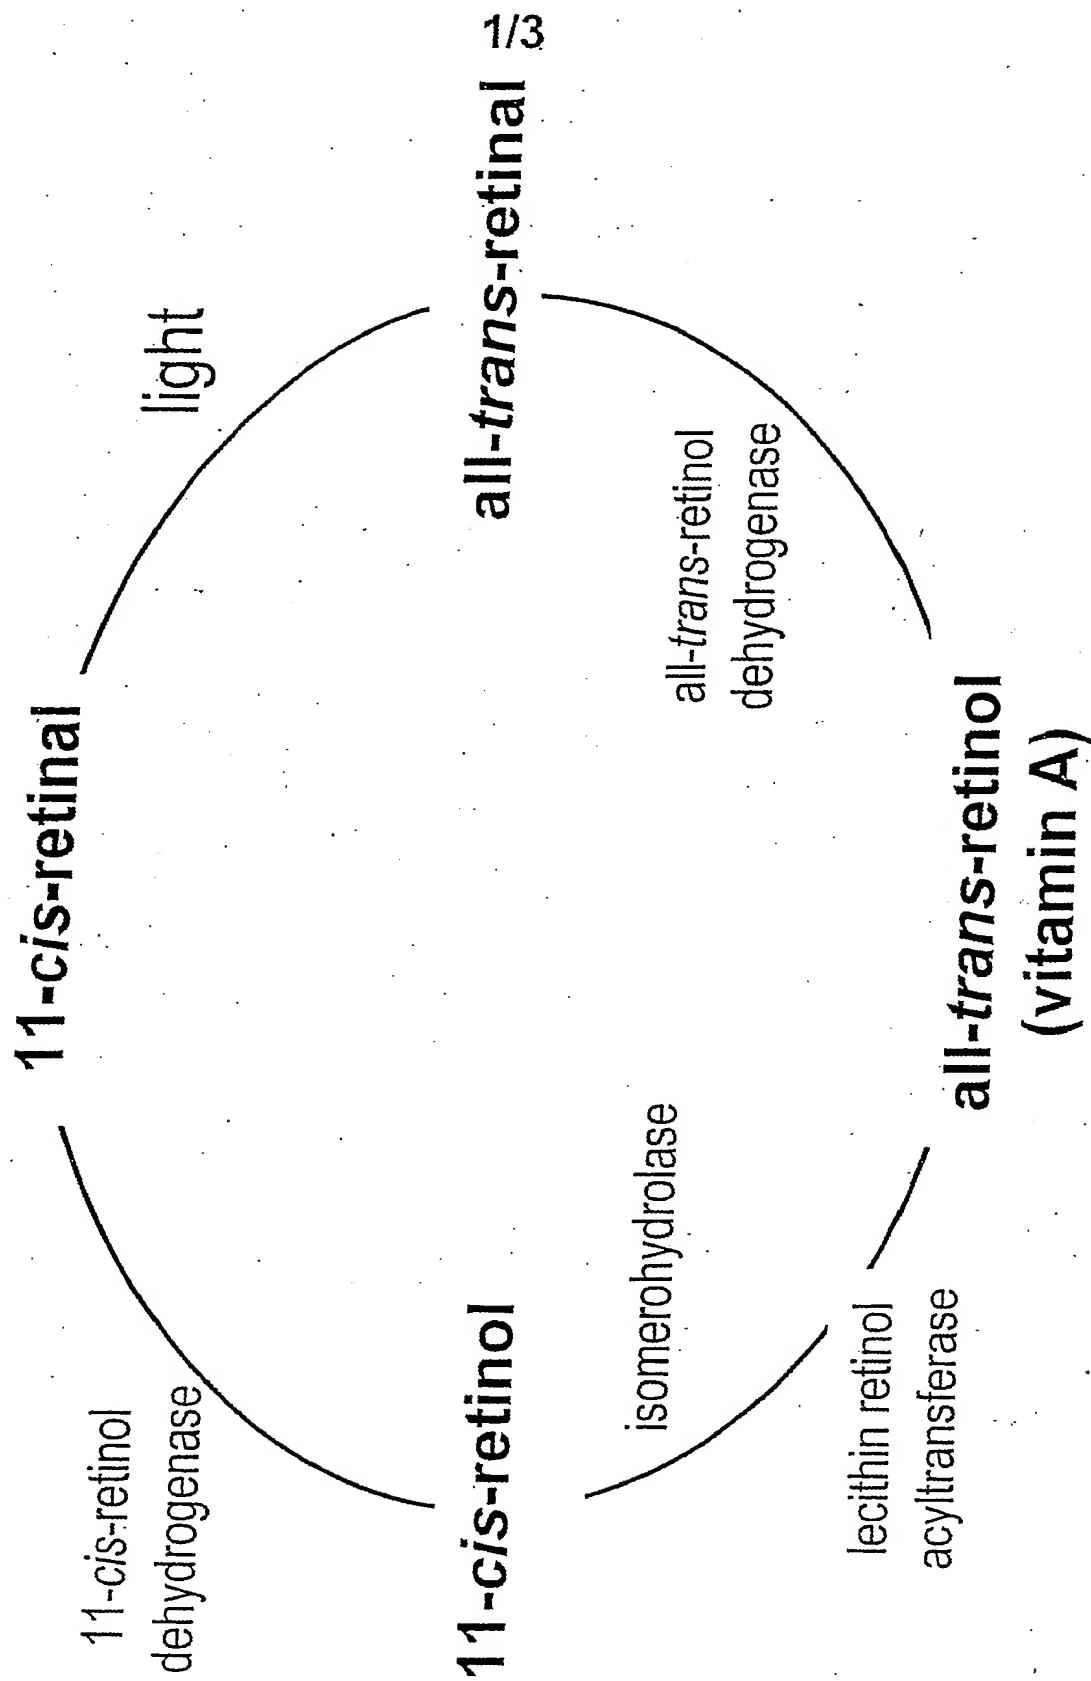 1/3
11-cis-retinal
light
all-trans-retinal
all-trans-retinol
dehydrogenase
all-trans-retinol
(vitamin A)
lecithin retinol
acyltransferase
isomerohydrolase
11-cis-retinol
11-cis-retinol
dehydrogenase